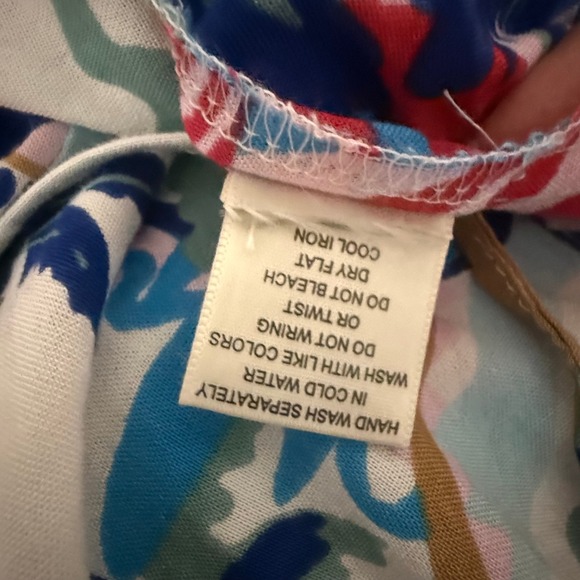 HAND WASH SEPARATELY
IN COLD WATER
WASH WITH LIKE COLORS
DO NOT WRING
OR TWIST
DO NOT BLEACH
DRY FLAT
COOL IRON